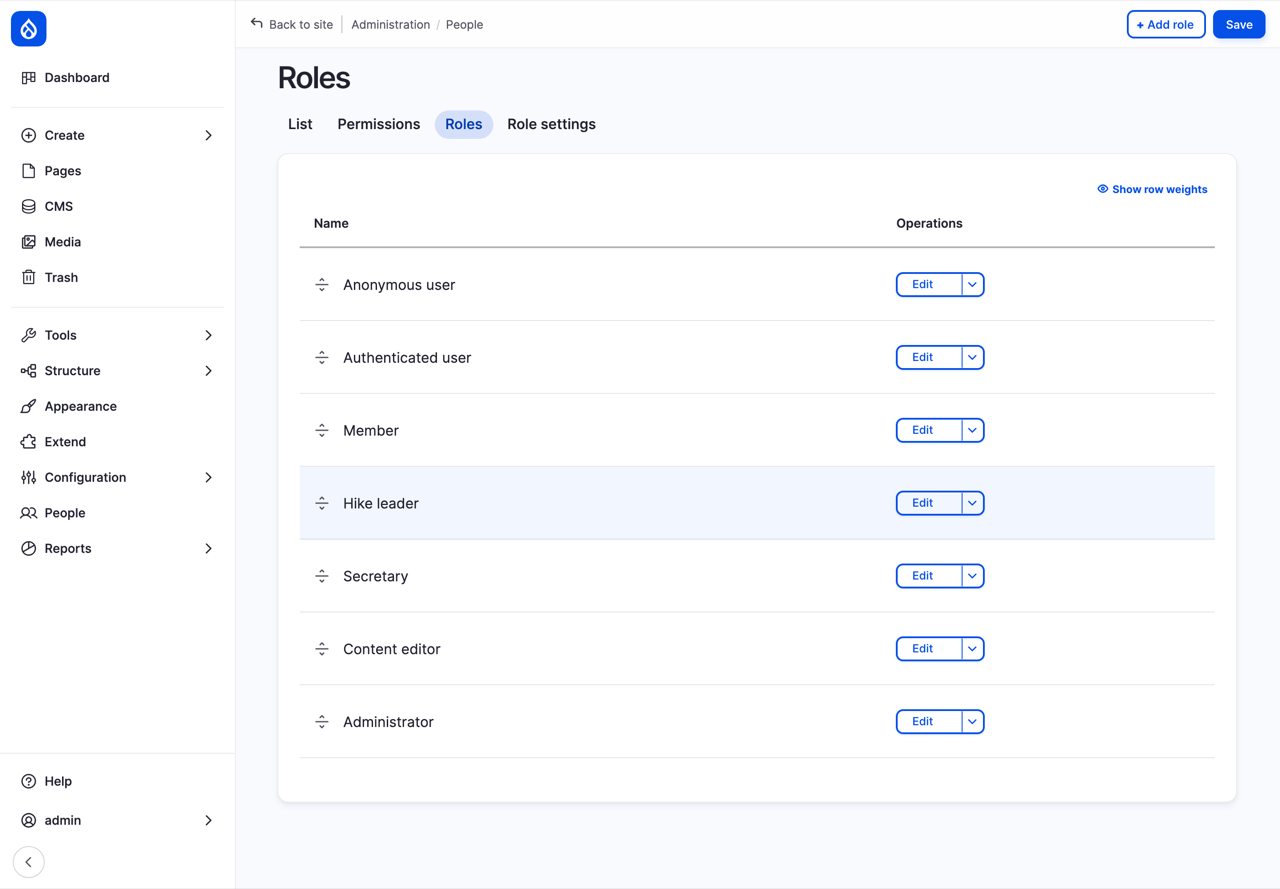 Back to site
Administration / People
+ Add role
Save
Dashboard
Create
Pages
CMS
Media
Trash
Tools
Structure
Appearance
Extend
Configuration
People
Reports
Help
admin
Roles
List
Permissions
Roles
Role settings
Show row weights
Name
Operations
Anonymous user
Edit
Authenticated user
Edit
Member
Edit
Hike leader
Edit
Secretary
Edit
Content editor
Edit
Administrator
Edit